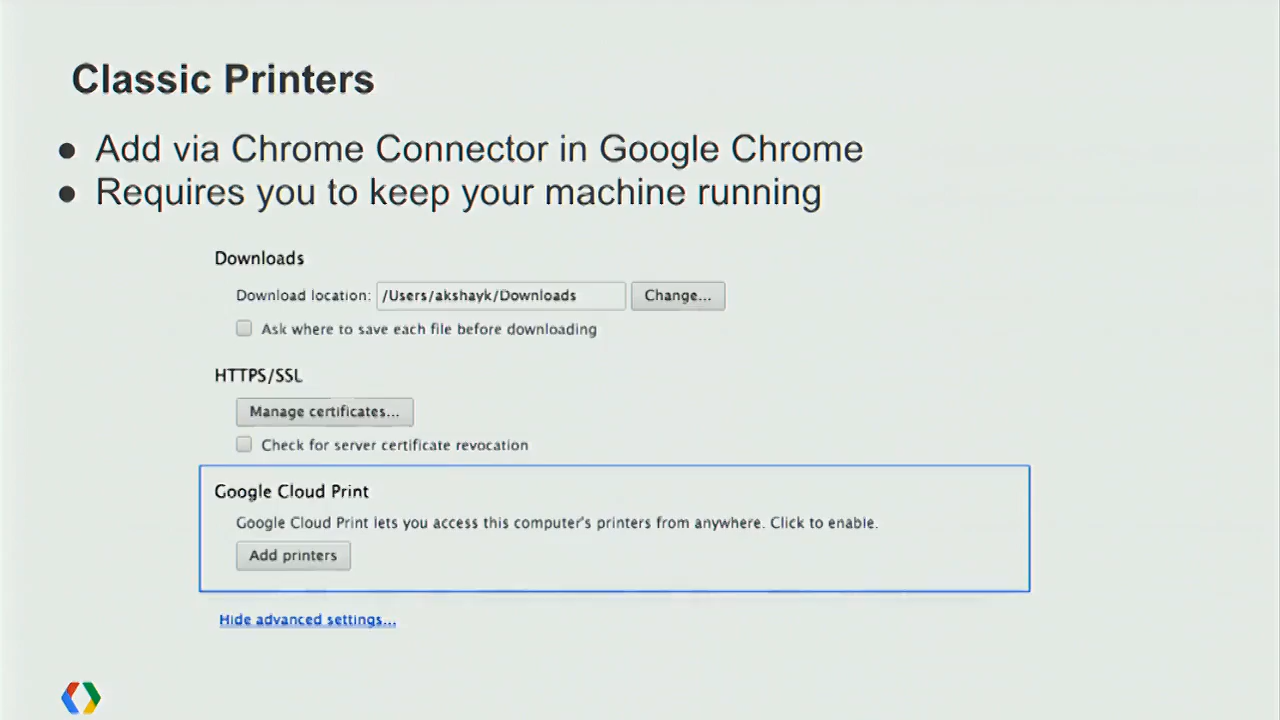 Classic Printers
● Add via Chrome Connector in Google Chrome
● Requires you to keep your machine running
Downloads
Download location: /Users/akshayk/Downloads Change...
Ask where to save each file before downloading
HTTPS/SSL
Manage certificates...
Check for server certificate revocation
Google Cloud Print
Google Cloud Print lets you access this computer's printers from anywhere. Click to enable.
Add printers
Hide advanced settings...